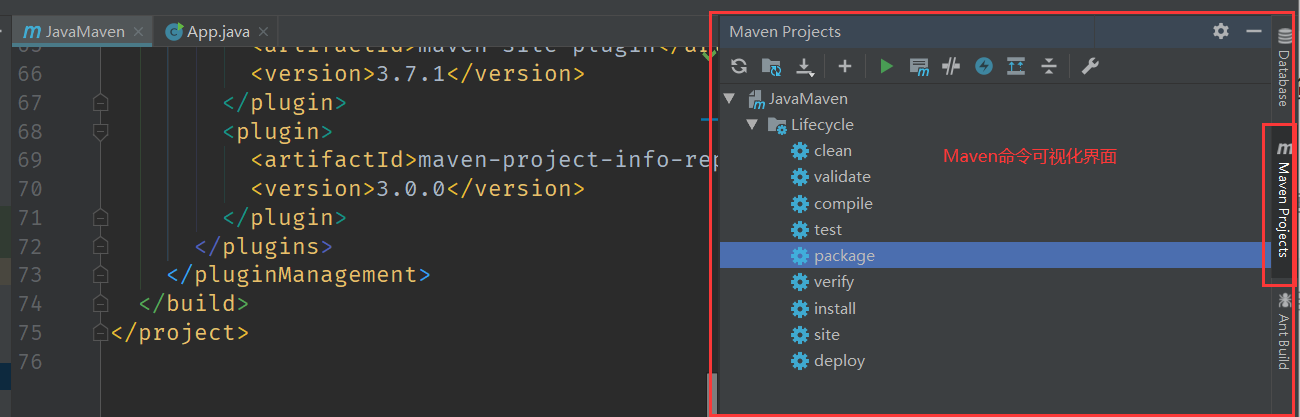 JavaMaven
App.java
65 <artifactId>maven-site-plugin</
66 <version>3.7.1</version>
67 </plugin>
68 <plugin>
69 <artifactId>maven-project-info-rep
70 <version>3.0.0</version>
71 </plugin>
72 </plugins>
73 </pluginManagement>
74 </build>
75 </project>
76
Maven Projects
JavaMaven
Lifecycle
clean
validate
compile
test
package
verify
install
site
deploy
Maven命令可视化界面
Database
Maven Projects
Ant Build